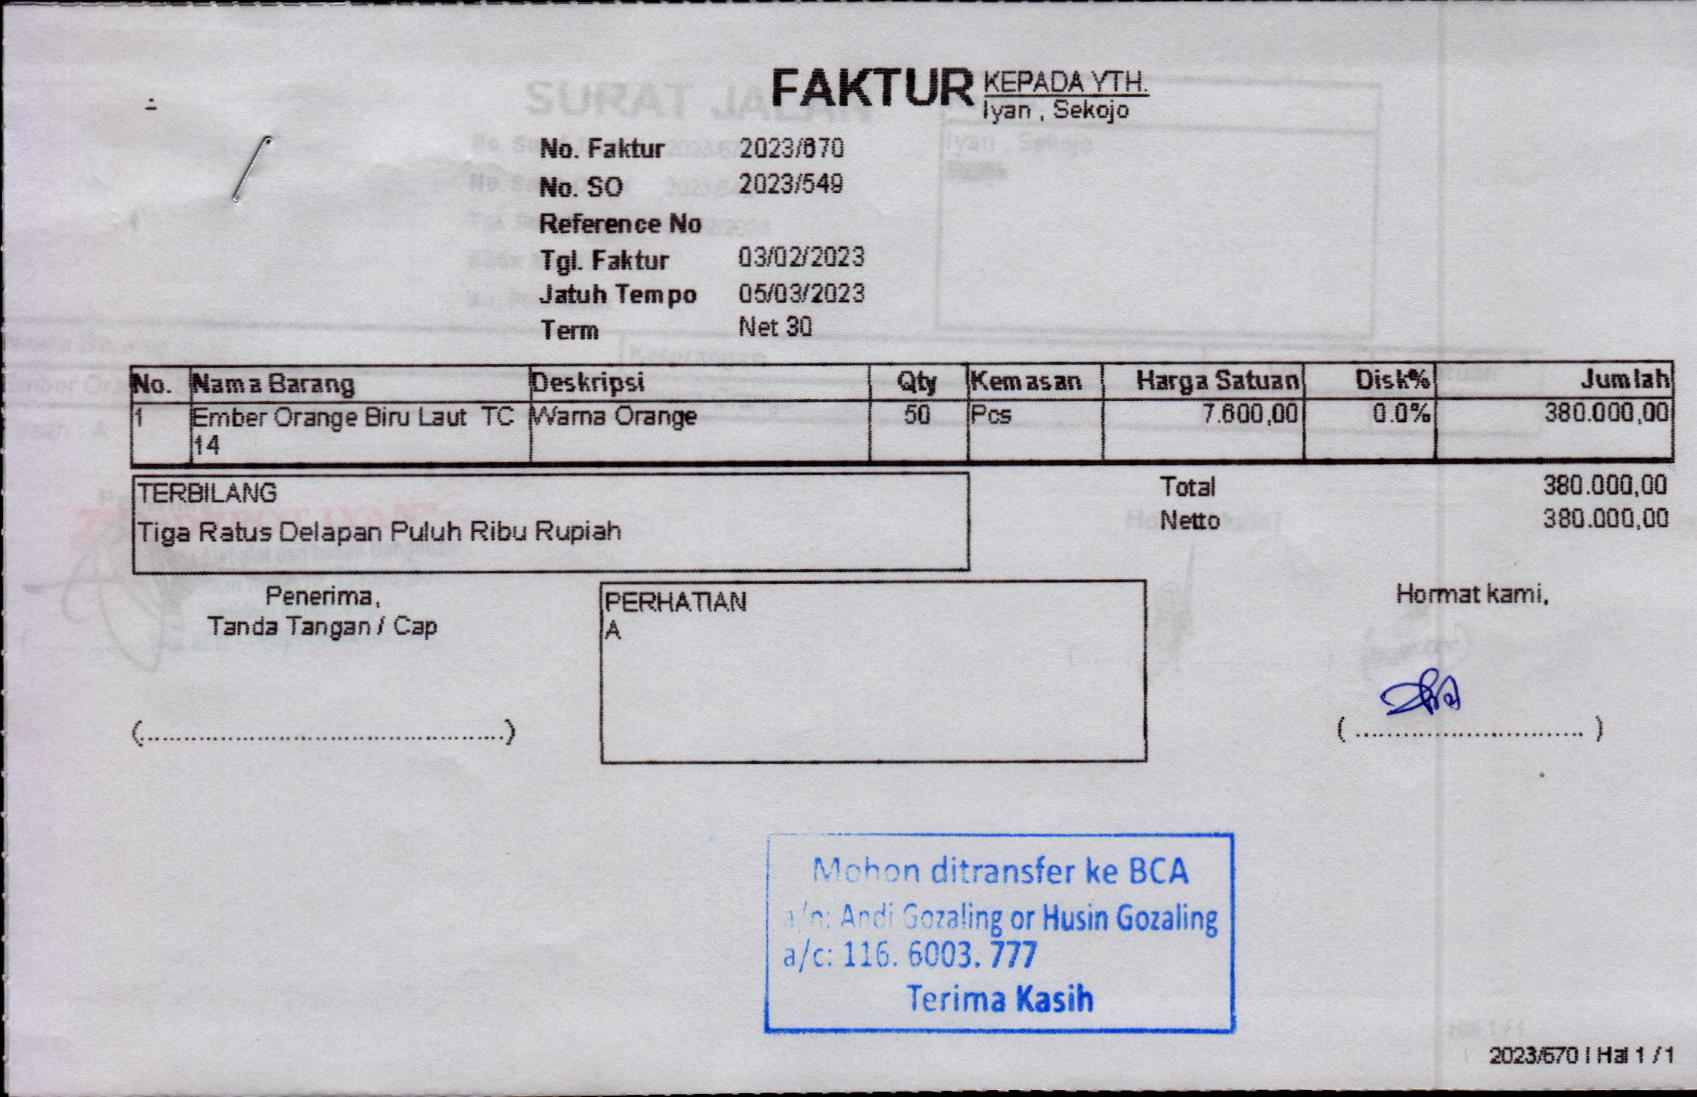 FAKTUR
KEPADA YTH.
Iyan , Sekojo
No. Faktur 2023/670
No. SO 2023/549
Reference No
Tgl. Faktur 03/02/2023
Jatuh Tempo 05/03/2023
Term Net 30
No. Nama Barang Deskripsi Qty Kemasan Harga Satuan Disk% Jumlah
1 Ember Orange Biru Laut TC Warna Orange 50 Pcs 7.600,00 0.0% 380.000,00
14
TERBILANG
Tiga Ratus Delapan Puluh Ribu Rupiah
Total 380.000,00
Netto 380.000,00
Penerima,
Tanda Tangan / Cap
(..............................................)
PERHATIAN
A
Hormat kami,
( ............................. )
Mohon ditransfer ke BCA
a/n: Andi Gozaling or Husin Gozaling
a/c: 116. 6003. 777
Terima Kasih
2023/670 | Hal 1 / 1
SURAT JALAN
Iyan , Sekojo